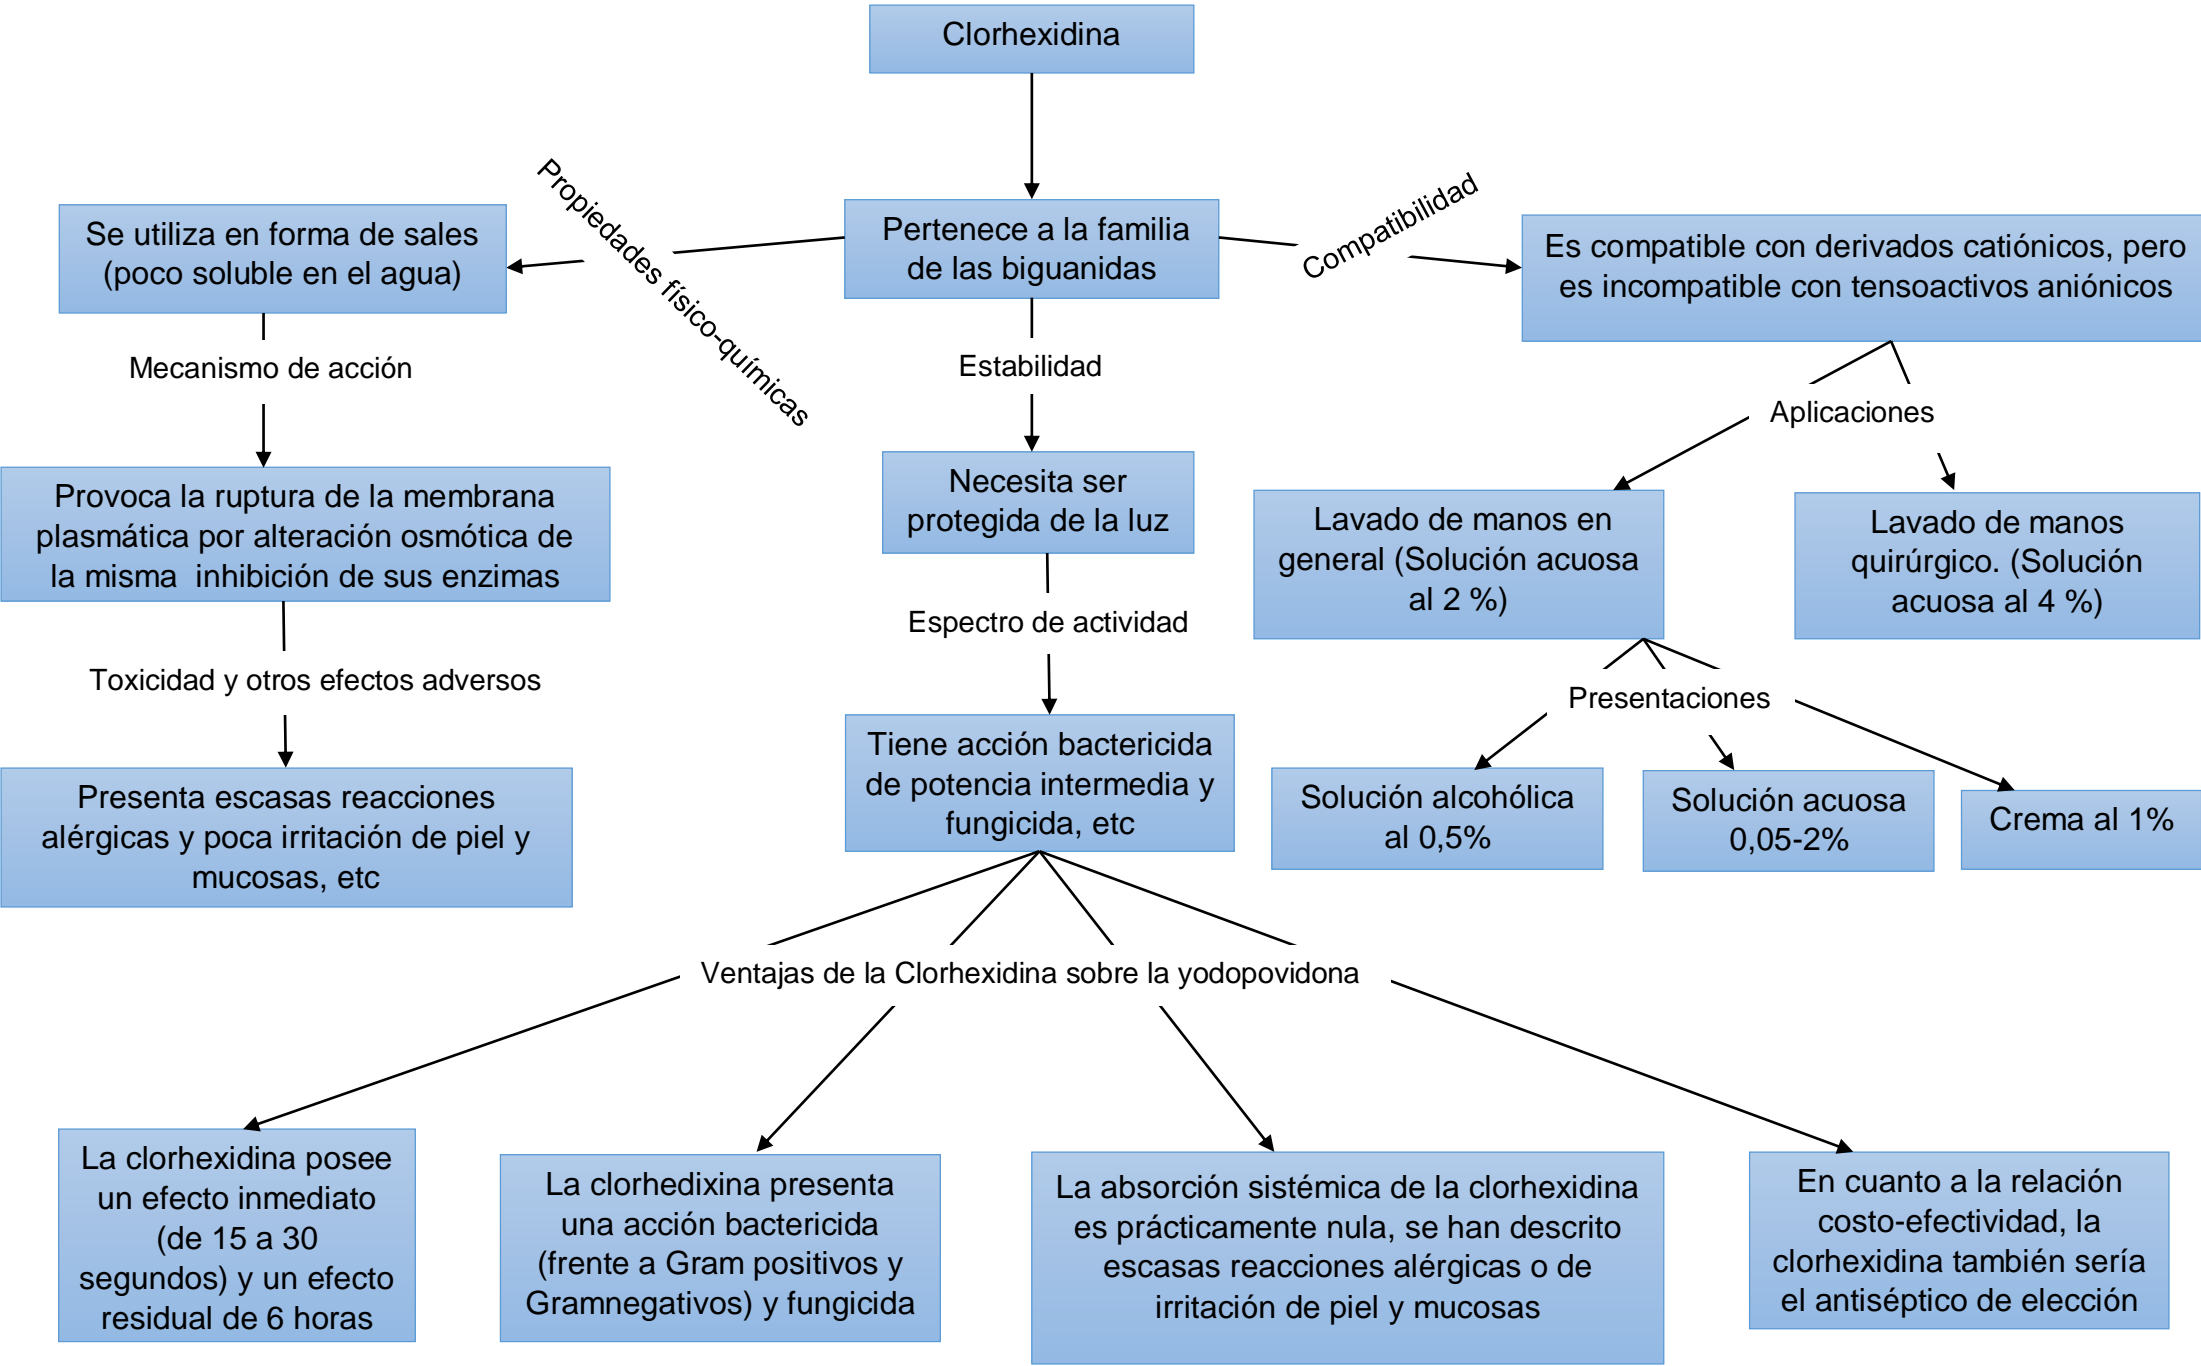 Clorhexidina
Propiedades físico-químicas
Compatibilidad
Se utiliza en forma de sales
(poco soluble en el agua)
Pertenece a la familia
de las biguanidas
Es compatible con derivados catiónicos, pero
es incompatible con tensoactivos aniónicos
Mecanismo de acción
Estabilidad
Aplicaciones
Provoca la ruptura de la membrana
plasmática por alteración osmótica de
la misma  inhibición de sus enzimas
Necesita ser
protegida de la luz
Lavado de manos en
general (Solución acuosa
al 2 %)
Lavado de manos
quirúrgico. (Solución
acuosa al 4 %)
Espectro de actividad
Toxicidad y otros efectos adversos
Presentaciones
Presenta escasas reacciones
alérgicas y poca irritación de piel y
mucosas, etc
Tiene acción bactericida
de potencia intermedia y
fungicida, etc
Solución alcohólica
al 0,5%
Solución acuosa
0,05-2%
Crema al 1%
Ventajas de la Clorhexidina sobre la yodopovidona
La clorhexidina posee
un efecto inmediato
(de 15 a 30
segundos) y un efecto
residual de 6 horas
La clorhedixina presenta
una acción bactericida
(frente a Gram positivos y
Gramnegativos) y fungicida
La absorción sistémica de la clorhexidina
es prácticamente nula, se han descrito
escasas reacciones alérgicas o de
irritación de piel y mucosas
En cuanto a la relación
costo-efectividad, la
clorhexidina también sería
el antiséptico de elección